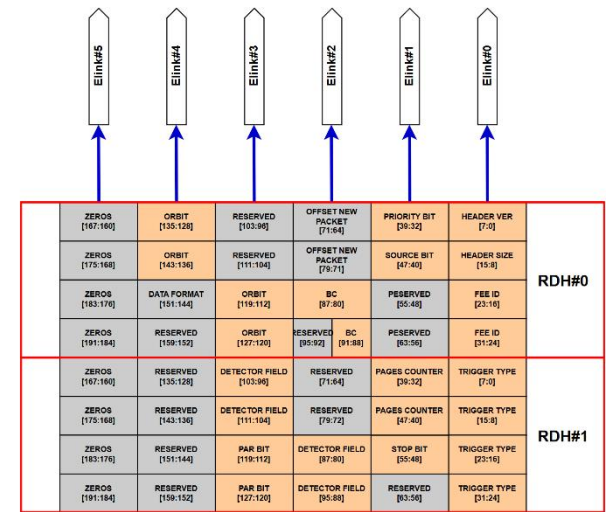 Elink#5 Elink#4 Elink#3 Elink#2 Elink#1 Elink#0
ZEROS ORBIT RESERVED OFFSET NEW PACKET PRIORITY BIT HEADER VER
[167:160] [135:128] [103:96] [71:64] [39:32] [7:0]
ZEROS ORBIT RESERVED OFFSET NEW PACKET SOURCE BIT HEADER SIZE
[175:168] [143:136] [111:104] [79:71] [47:40] [15:8]
RDH#0
ZEROS DATA FORMAT ORBIT BC PESERVED FEE ID
[183:176] [151:144] [119:112] [87:80] [55:48] [23:16]
ZEROS RESERVED ORBIT RESERVED BC PESERVED FEE ID
[191:184] [159:152] [127:120] [95:92] [91:88] [63:56] [31:24]
ZEROS RESERVED DETECTOR FIELD RESERVED PAGES COUNTER TRIGGER TYPE
[167:160] [135:128] [103:96] [71:64] [39:32] [7:0]
ZEROS RESERVED DETECTOR FIELD RESERVED PAGES COUNTER TRIGGER TYPE
[175:168] [143:136] [111:104] [79:72] [47:40] [15:8]
RDH#1
ZEROS RESERVED PAR BIT DETECTOR FIELD STOP BIT TRIGGER TYPE
[183:176] [151:144] [119:112] [87:80] [55:48] [23:16]
ZEROS RESERVED PAR BIT DETECTOR FIELD RESERVED TRIGGER TYPE
[191:184] [159:152] [127:120] [95:88] [63:56] [31:24]